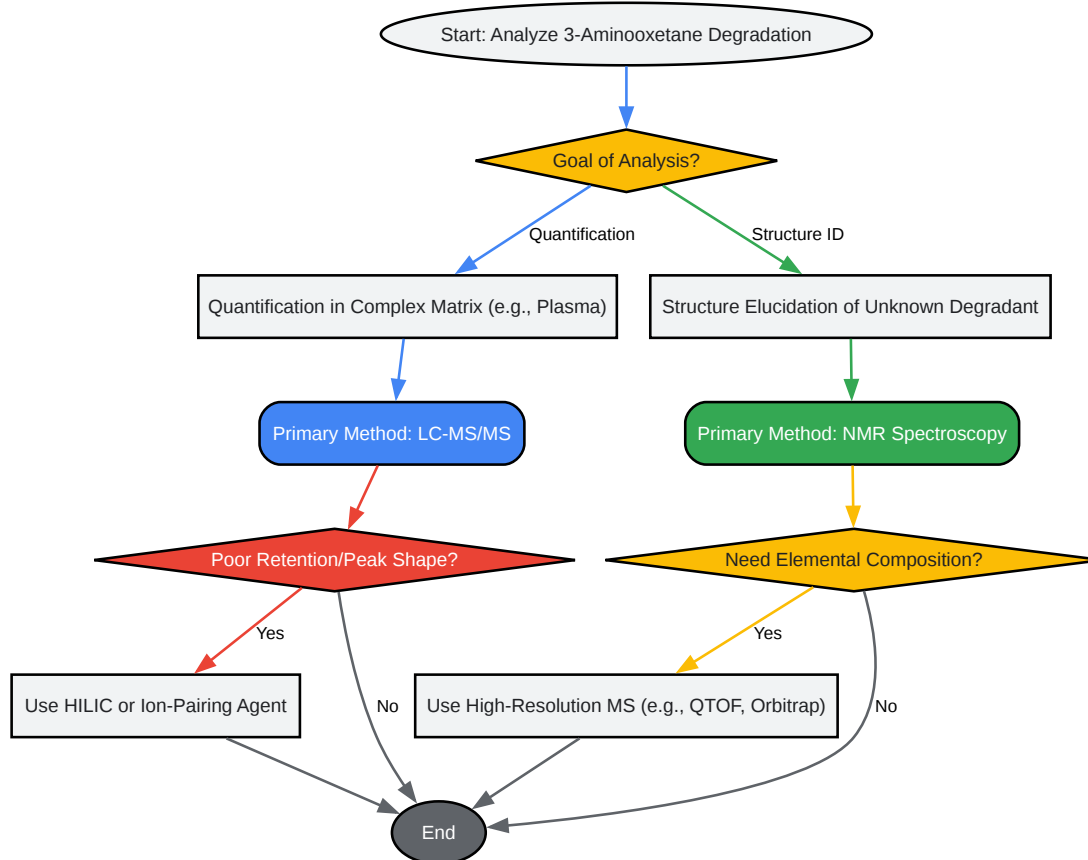 Start: Analyze 3-Aminooxetane Degradation
Goal of Analysis?
Quantification
Structure ID
Quantification in Complex Matrix (e.g., Plasma)
Structure Elucidation of Unknown Degradant
Primary Method: LC-MS/MS
Primary Method: NMR Spectroscopy
Poor Retention/Peak Shape?
Need Elemental Composition?
Yes
Yes
Use HILIC or Ion-Pairing Agent
No
Use High-Resolution MS (e.g., QTOF, Orbitrap)
No
End